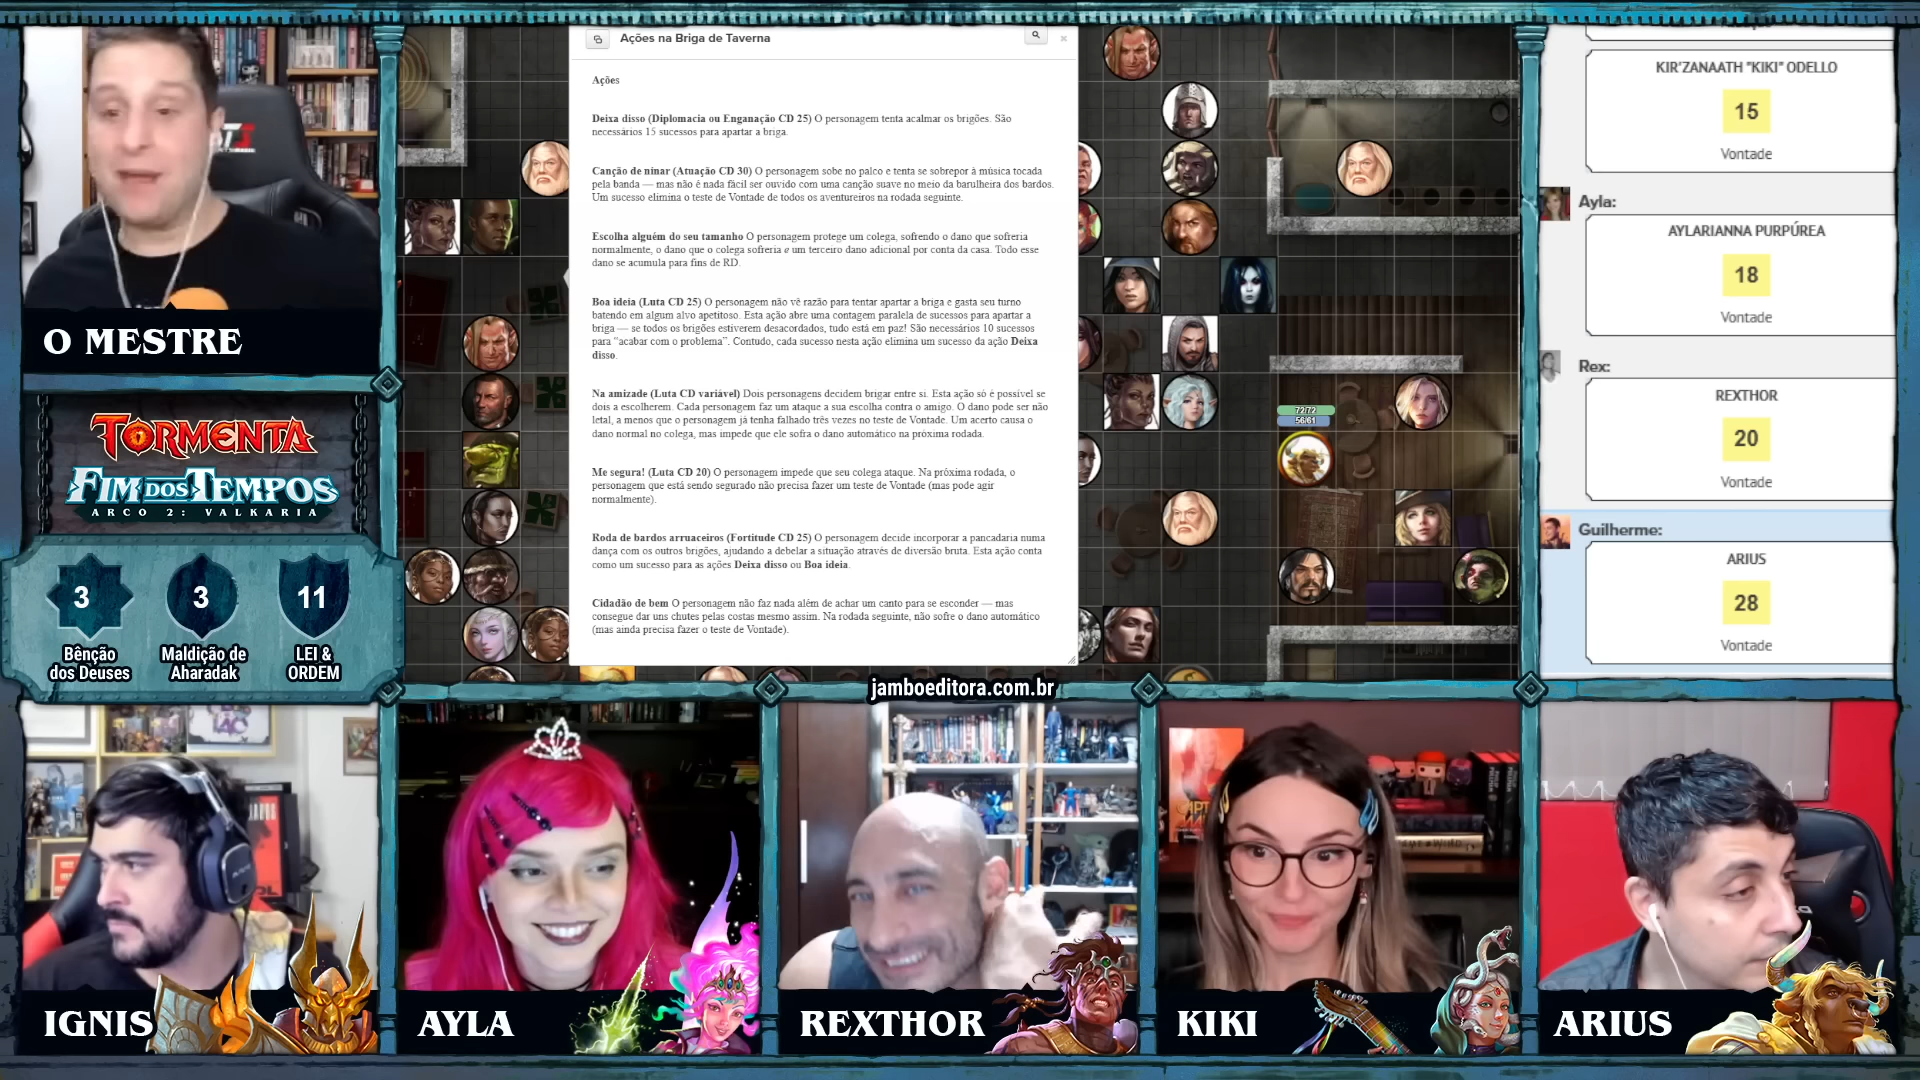 O MESTRE
TORMENTA
FIM DOS TEMPOS
ARCO 2: VALKARIA
3
Bênção
dos Deuses
3
Maldição de
Aharadak
11
LEI &
ORDEM
Ações na Briga de Taverna
Ações
Deixa disso (Diplomacia ou Enganação CD 25) O personagem tenta acalmar os brigões. São
necessários 15 sucessos para apartar a briga.
Canção de ninar (Atuação CD 30) O personagem sobe no palco e tenta se sobrepor à música tocada
pela banda — mas não é nada fácil ser ouvido com uma canção suave no meio da barulheira dos bardos.
Um sucesso elimina o teste de Vontade de todos os aventureiros na rodada seguinte.
Escolha alguém do seu tamanho O personagem protege um colega, sofrendo o dano que sofreria
normalmente, o dano que o colega sofreria e um terceiro dano adicional por conta da casa. Todo esse
dano se acumula para fins de RD.
Boa ideia (Luta CD 25) O personagem não vê razão para tentar apartar a briga e gasta seu turno
batendo em algum alvo apetitoso. Esta ação abre uma contagem paralela de sucessos para apartar a
briga — se todos os brigões estiverem desacordados, tudo está em paz! São necessários 10 sucessos
para “acabar com o problema”. Contudo, cada sucesso nesta ação elimina um sucesso da ação Deixa
disso.
Na amizade (Luta CD variável) Dois personagens decidem brigar entre si. Esta ação só é possível se
dois a escolherem. Cada personagem faz um ataque a sua escolha contra o amigo. O dano pode ser não
letal, a menos que o personagem já tenha falhado três vezes no teste de Vontade. Um acerto causa o
dano normal no colega, mas impede que ele sofra o dano automático na próxima rodada.
Me segura! (Luta CD 20) O personagem impede que seu colega ataque. Na próxima rodada, o
personagem que está sendo segurado não precisa fazer um teste de Vontade (mas pode agir
normalmente).
Roda de bardos arruaceiros (Fortitude CD 25) O personagem decide incorporar a pancadaria numa
dança com os outros brigões, ajudando a debelar a situação através de diversão bruta. Esta ação conta
como um sucesso para as ações Deixa disso ou Boa ideia.
Cidadão de bem O personagem não faz nada além de achar um canto para se esconder — mas
consegue dar uns chutes pelas costas mesmo assim. Na rodada seguinte, não sofre o dano automático
(mas ainda precisa fazer o teste de Vontade).
72/72
56/61
KIR'ZANAATH "KIKI" ODELLO
15
Vontade
Ayla:
AYLARIANNA PURPÚREA
18
Vontade
Rex:
REXTHOR
20
Vontade
Guilherme:
ARIUS
28
Vontade
jamboeditora.com.br
IGNIS
AYLA
REXTHOR
KIKI
ARIUS